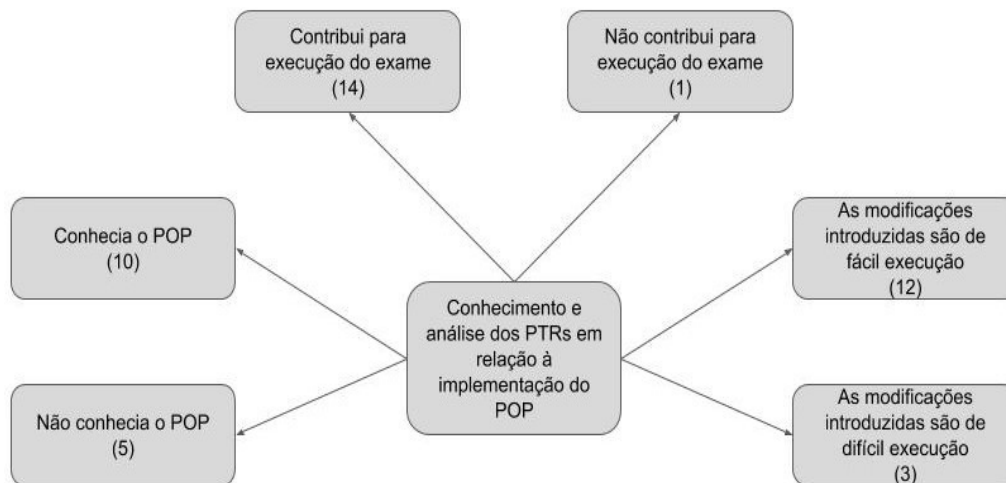 Contribui para
execução do exame
(14)
Não contribui para
execução do exame
(1)
Conhecia o POP
(10)
As modificações
introduzidas são de
fácil execução
(12)
Conhecimento e
análise dos PTRs em
relação à
implementação do
POP
Não conhecia o POP
(5)
As modificações
introduzidas são de
difícil execução
(3)